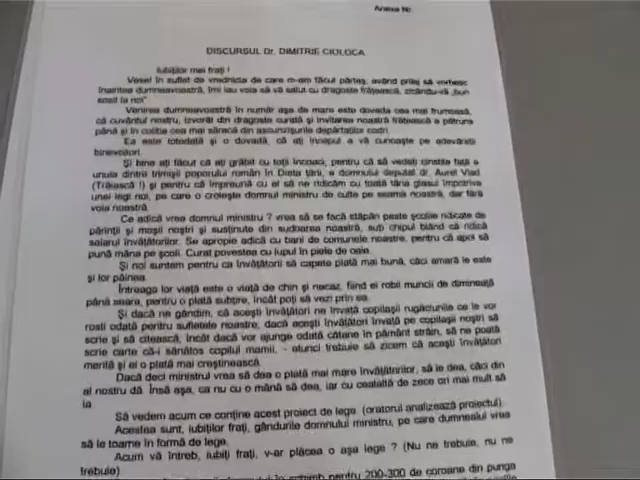 Anexa Nr.
DISCURSUL Dr. DIMITRIE CIOLOCA
Iubiților mei frați !
Vesel în suflet de vrednicia de care m-am făcut părtaș, având prilej să vorbesc
înaintea dumneavoastră, îmi iau voia să vă salut cu dragoste frățească, zicându-vă „bun
sosit la noi"
Venirea dumneavoastră în număr așa de mare este dovada cea mai frumoasă,
că cuvântul nostru, izvorât din dragoste curată și invitarea noastră frățească a pătruns
până și în coliba cea mai săracă din ascunzișurile depărtaților codri.
Ea este totodată și o dovadă, că ați început a vă cunoaște pe adevărații
binevoitori.
Și bine ați făcut că ați grăbit cu toții încoaci, pentru că să vedeți cinstita față a
unuia dintre trimișii poporului român în Dieta țării, a domnului deputat dr. Aurel Vlad
(Trăiască !) și pentru că împreună cu el să ne ridicăm cu toată tăria glasul împotriva
unei legi noi, pe care o croiește domnul ministru de culte pe seama noastră, dar fără
voia noastră.
Ce adică vrea domnul ministru ? vrea să se facă stăpân peste școlile ridicate de
părinții și moșii noștri și susținute din sudoarea noastră, sub chipul blând că ridică
salarul învățătorilor. Se apropie adică cu bani de comunele noastre, pentru că apoi să
pună mâna pe școli. Curat povestea cu lupul în piele de oaie.
Și noi suntem pentru ca învățătorii să capete plată mai bună, căci amară le este
și lor pâinea.
Întreaga lor viață este o viață de chin și necaz, fiind ei robii muncii de dimineață
până seara, pentru o plată subțire, încât poți să vezi prin ea.
Și dacă ne gândim, că acești învățători ne învață copilașii rugăciunile ce le vor
rosti odată pentru sufletele noastre, dacă acești învățători învață pe copilașii noștri să
scrie și să citească, încât dacă vor ajunge odată cătane în pământ străin, să ne poată
scrie carte că-i sănătos copilul mamii, - atunci trebuie să zicem că acești învățători
merită și ei o plată mai creștinească.
Dacă deci ministrul vrea să dea o plată mai mare învățătorilor, să le dea, căci din
al nostru dă. Însă așa, ca nu cu o mână să dea, iar cu cealaltă de zece ori mai mult să
ia.
Să vedem acum ce conține acest proiect de lege. (oratorul analizează proiectul).
Acestea sunt, iubiților frați, gândurile domnului ministru, pe care dumnealui vrea
să le toarne în formă de lege.
Acum vă întreb, iubiți frați, v-ar plăcea o așa lege ? (Nu ne trebuie, nu ne
trebuie)
în schimb pentru 200-300 de coroane din punga